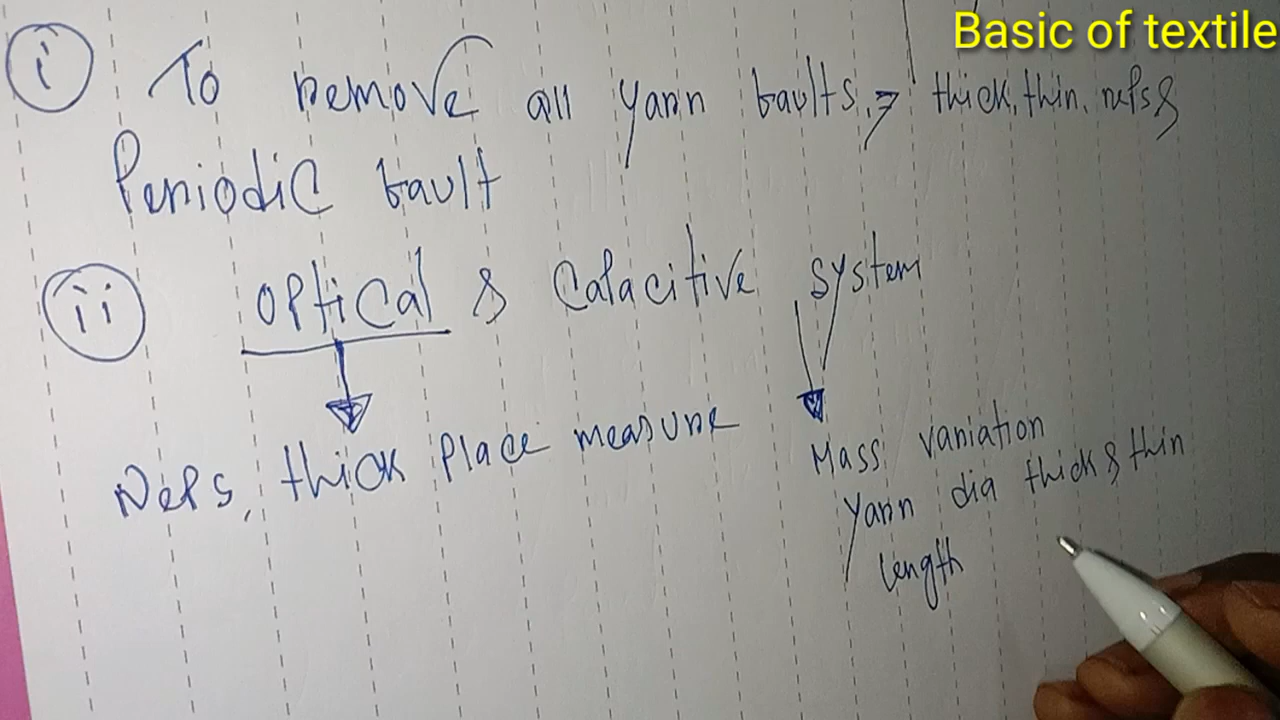 Basic of textile
i To remove all yarn faults. ⇒ thick, thin, neps &
Periodic fault
ii Optical & Capacitive system
Neps, thick place measure
Mass variation
Yarn dia thick & thin
length